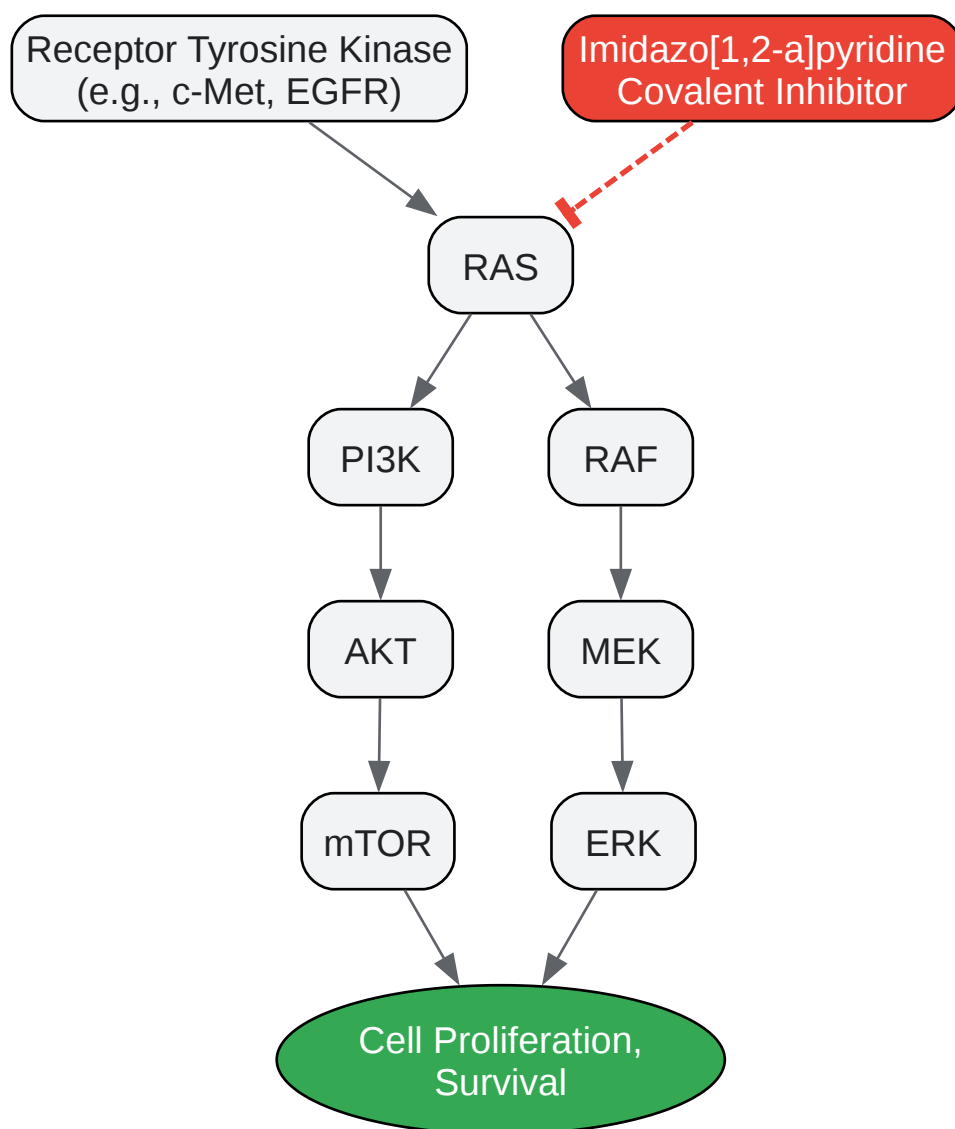 Receptor Tyrosine Kinase
(e.g., c-Met, EGFR)
Imidazo[1,2-a]pyridine
Covalent Inhibitor
RAS
PI3K
RAF
AKT
MEK
mTOR
ERK
Cell Proliferation,
Survival